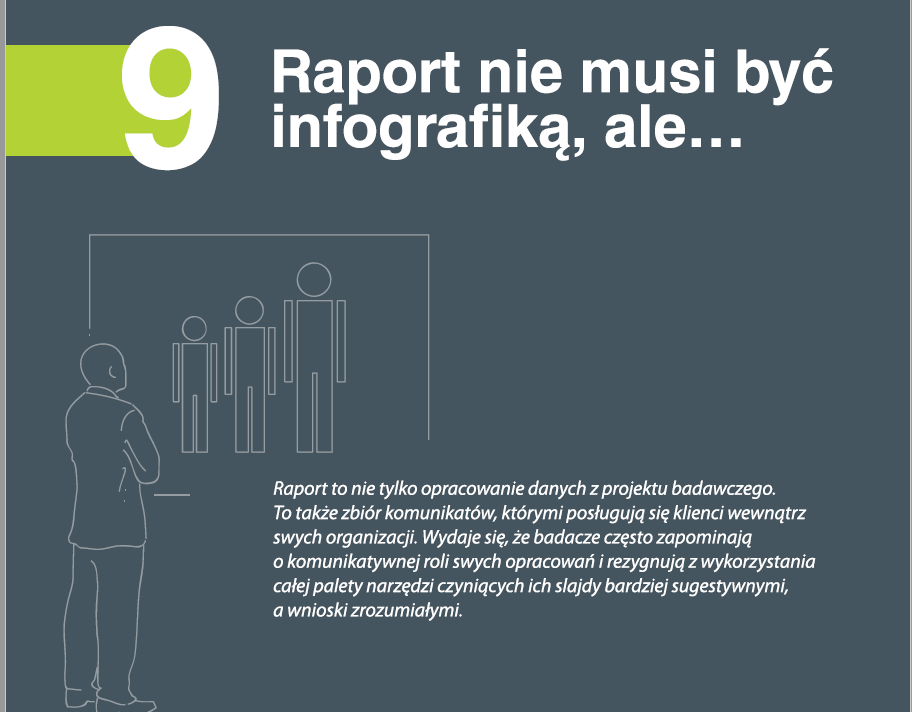 9
Raport nie musi być
infografiką, ale…
Raport to nie tylko opracowanie danych z projektu badawczego.
To także zbiór komunikatów, którymi posługują się klienci wewnątrz
swych organizacji. Wydaje się, że badacze często zapominają
o komunikatywnej roli swych opracowań i rezygnują z wykorzystania
całej palety narzędzi czyniących ich slajdy bardziej sugestywnymi,
a wnioski zrozumiałymi.